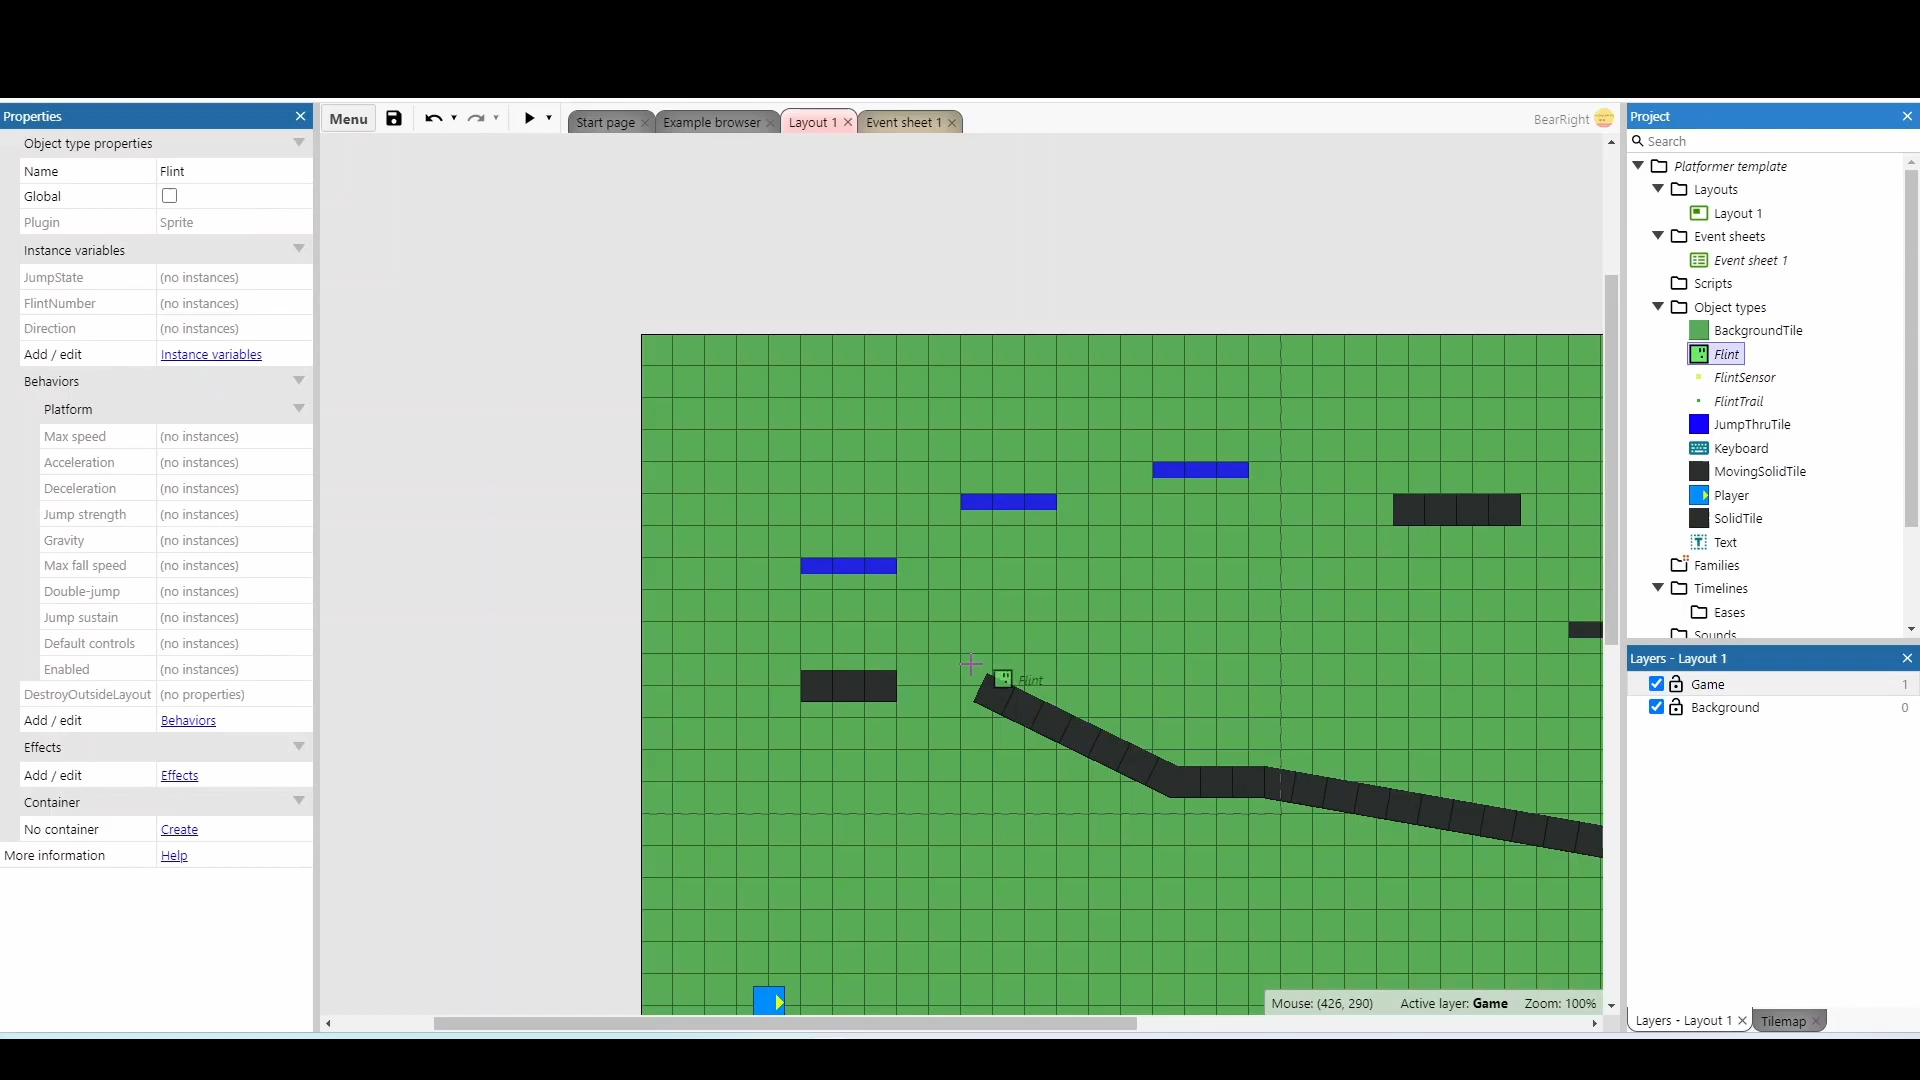 Properties
Object type properties
Name Flint
Global
Plugin Sprite
Instance variables
JumpState (no instances)
FlintNumber (no instances)
Direction (no instances)
Add / edit Instance variables
Behaviors
Platform
Max speed (no instances)
Acceleration (no instances)
Deceleration (no instances)
Jump strength (no instances)
Gravity (no instances)
Max fall speed (no instances)
Double-jump (no instances)
Jump sustain (no instances)
Default controls (no instances)
Enabled (no instances)
DestroyOutsideLayout (no properties)
Add / edit Behaviors
Effects
Add / edit Effects
Container
No container Create
More information Help
Menu
Start page
Example browser
Layout 1
Event sheet 1
BearRight
Flint
Mouse: (426, 290) Active layer: Game Zoom: 100%
Project
Search
Platformer template
Layouts
Layout 1
Event sheets
Event sheet 1
Scripts
Object types
BackgroundTile
Flint
FlintSensor
FlintTrail
JumpThruTile
Keyboard
MovingSolidTile
Player
SolidTile
Text
Families
Timelines
Eases
Sounds
Layers - Layout 1
Game 1
Background 0
Layers - Layout 1
Tilemap